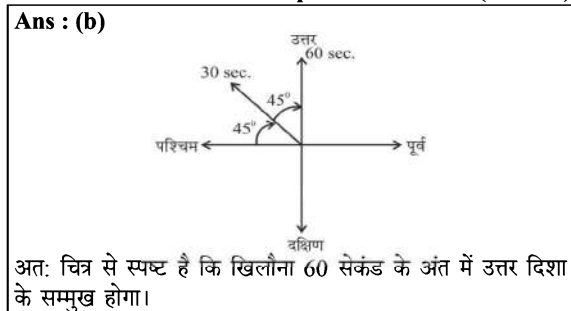 Ans : (b)
उत्तर
60 sec.
30 sec.
45°
45°
पश्चिम
पूर्व
दक्षिण
अत: चित्र से स्पष्ट है कि खिलौना 60 सेकंड के अंत में उत्तर दिशा
के सम्मुख होगा।